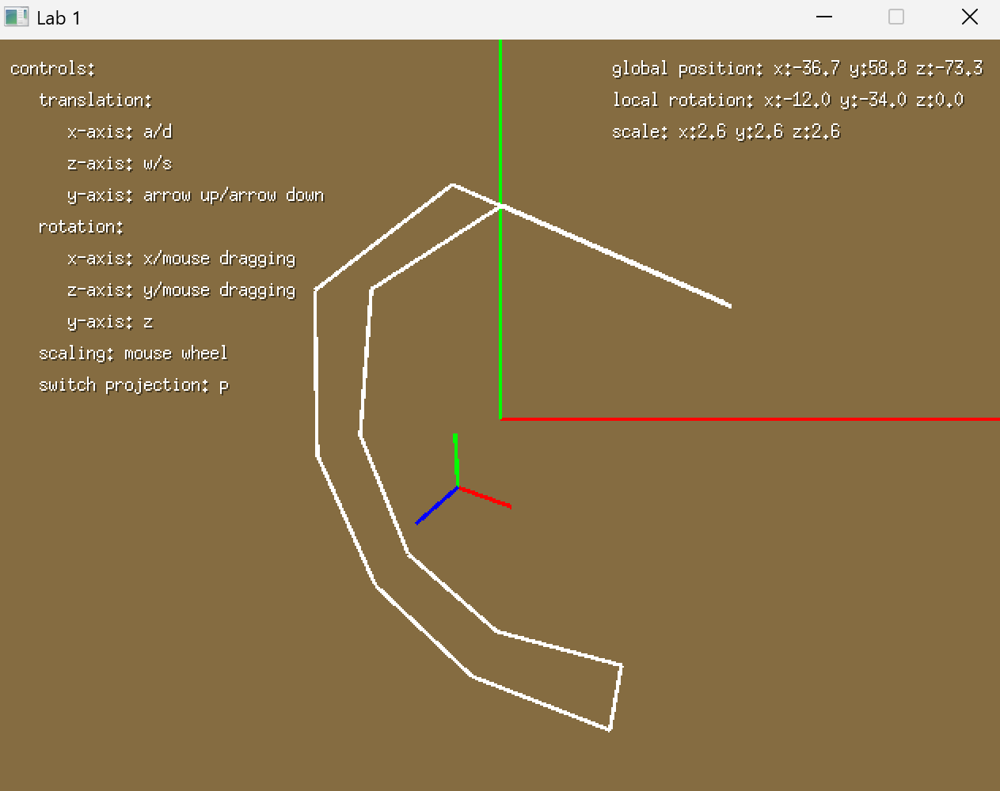 Lab 1
controls:
translation:
x-axis: a/d
z-axis: w/s
y-axis: arrow up/arrow down
rotation:
x-axis: x/mouse dragging
z-axis: y/mouse dragging
y-axis: z
scaling: mouse wheel
switch projection: p
global position: x:-36.7 y:58.8 z:-73.3
local rotation: x:-12.0 y:-34.0 z:0.0
scale: x:2.6 y:2.6 z:2.6